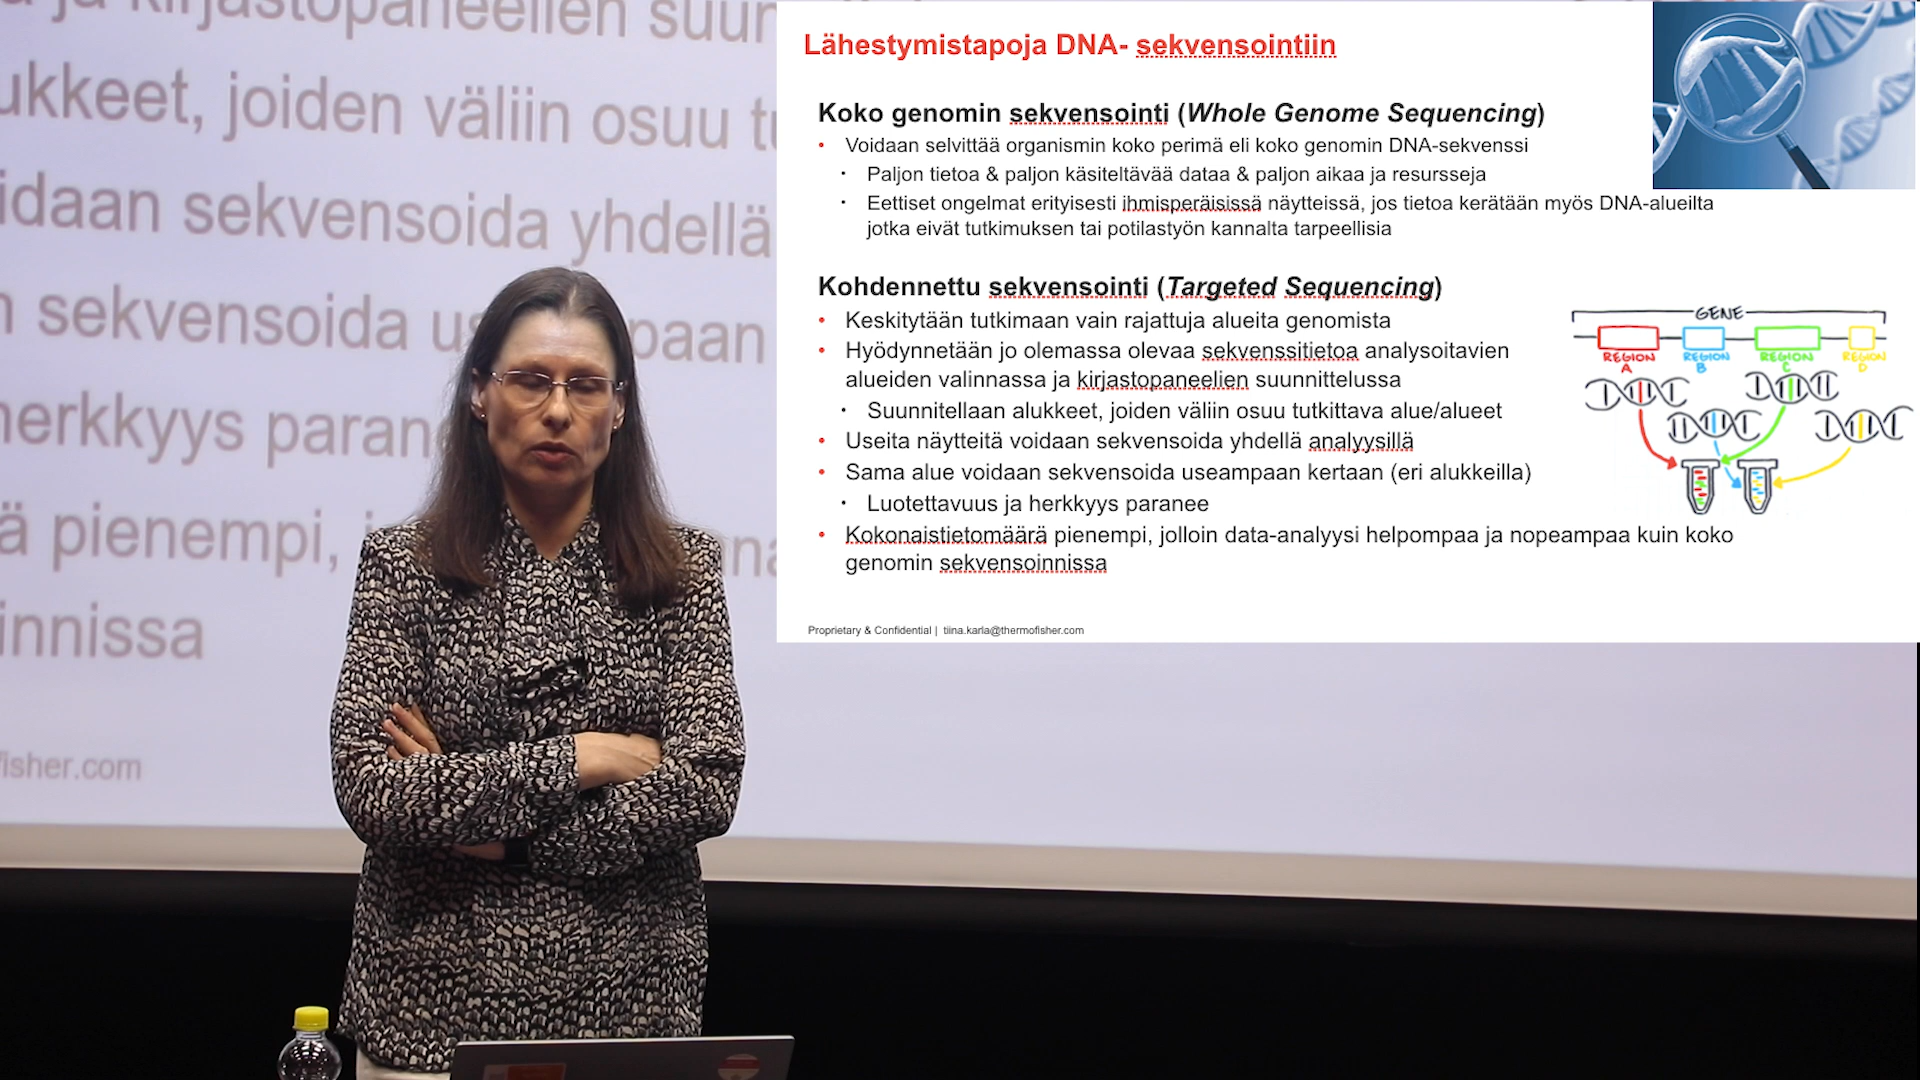 Lähestymistapoja DNA- sekvensointiin
Koko genomin sekvensointi (Whole Genome Sequencing)
• Voidaan selvittää organismin koko perimä eli koko genomin DNA-sekvenssi
• Paljon tietoa & paljon käsiteltävää dataa & paljon aikaa ja resursseja
• Eettiset ongelmat erityisesti ihmisperäisissä näytteissä, jos tietoa kerätään myös DNA-alueilta
jotka eivät tutkimuksen tai potilastyön kannalta tarpeellisia
Kohdennettu sekvensointi (Targeted Sequencing)
• Keskitytään tutkimaan vain rajattuja alueita genomista
• Hyödynnetään jo olemassa olevaa sekvenssitietoa analysoitavien
alueiden valinnassa ja kirjastopaneelien suunnittelussa
• Suunnitellaan alukkeet, joiden väliin osuu tutkittava alue/alueet
• Useita näytteitä voidaan sekvensoida yhdellä analyysillä
• Sama alue voidaan sekvensoida useampaan kertaan (eri alukkeilla)
• Luotettavuus ja herkkyys paranee
• Kokonaistietomäärä pienempi, jolloin data-analyysi helpompaa ja nopeampaa kuin koko
genomin sekvensoinnissa
GENE
REGION A
REGION B
REGION C
REGION D
Proprietary & Confidential | tiina.karla@thermofisher.com
ja kirjastopaneelien suun
ukkeet, joiden väliin osuu tu
idaan sekvensoida yhdellä
n sekvensoida us paan
herkkyys paran
ä pienempi, j
innissa
fisher.com